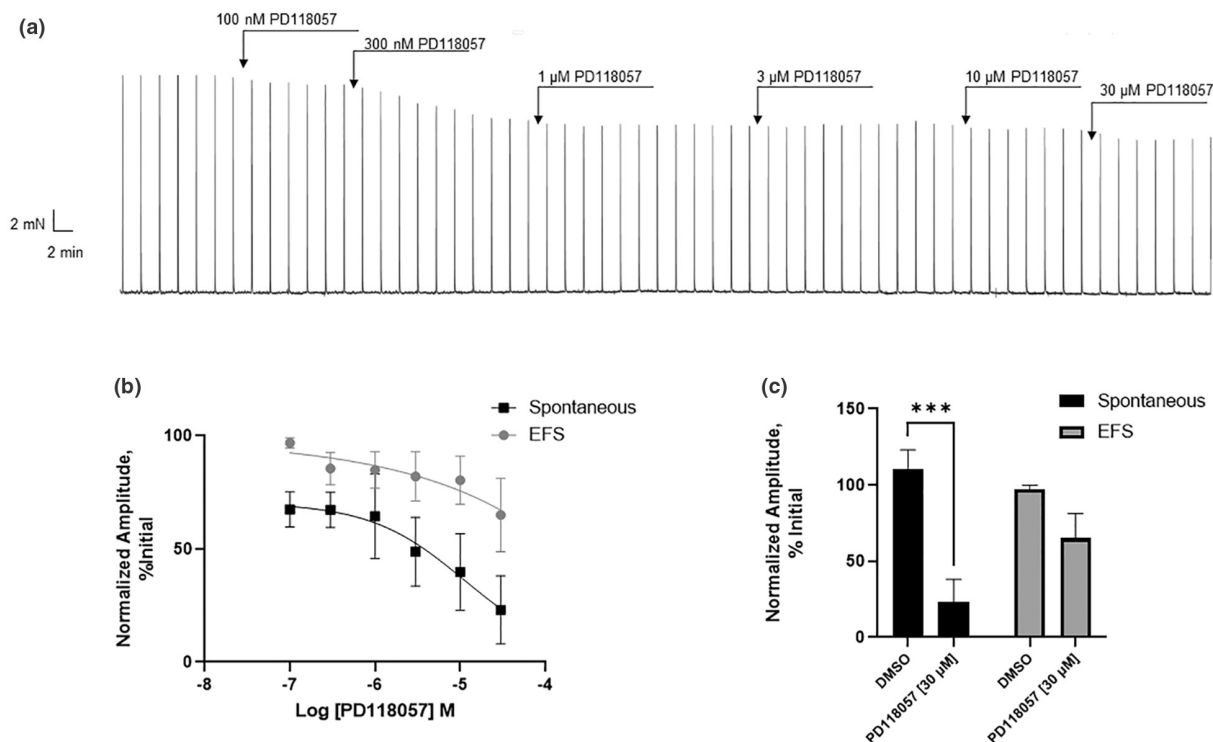 (a)
100 nM PD118057
300 nM PD118057
1 µM PD118057
3 µM PD118057
10 µM PD118057
30 µM PD118057
2 mN
2 min
(b)
Spontaneous
EFS
Normalized Amplitude,
%Initial
100
50
0
-8
-7
-6
-5
-4
Log [PD118057] M
(c)
Spontaneous
EFS
***
Normalized Amplitude,
% Initial
150
100
50
0
DMSO
PD118057 [30 µM]
DMSO
PD118057 [30 µM]